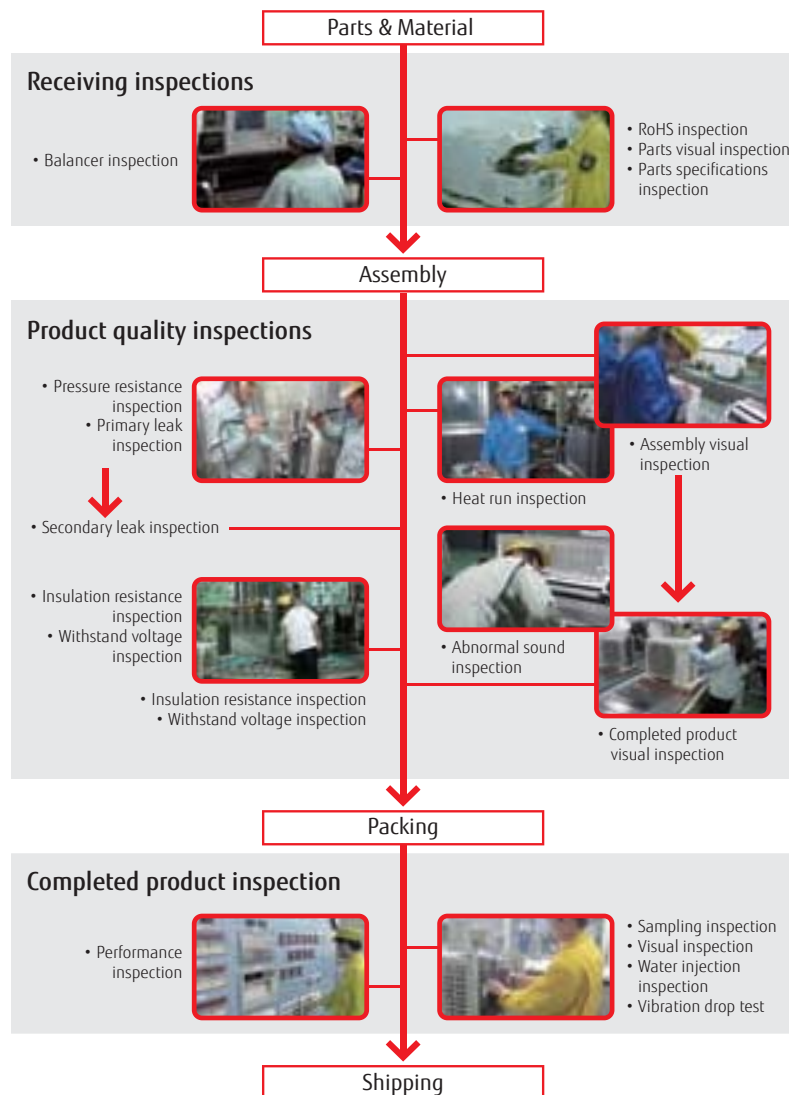 Parts & Material
Receiving inspections
• Balancer inspection
• RoHS inspection
• Parts visual inspection
• Parts specifications
inspection
Assembly
Product quality inspections
• Pressure resistance
inspection
• Primary leak
inspection
• Heat run inspection
• Assembly visual
inspection
• Secondary leak inspection
• Insulation resistance
inspection
• Withstand voltage
inspection
• Abnormal sound
inspection
• Insulation resistance inspection
• Withstand voltage inspection
• Completed product
visual inspection
Packing
Completed product inspection
• Performance
inspection
• Sampling inspection
• Visual inspection
• Water injection
inspection
• Vibration drop test
Shipping